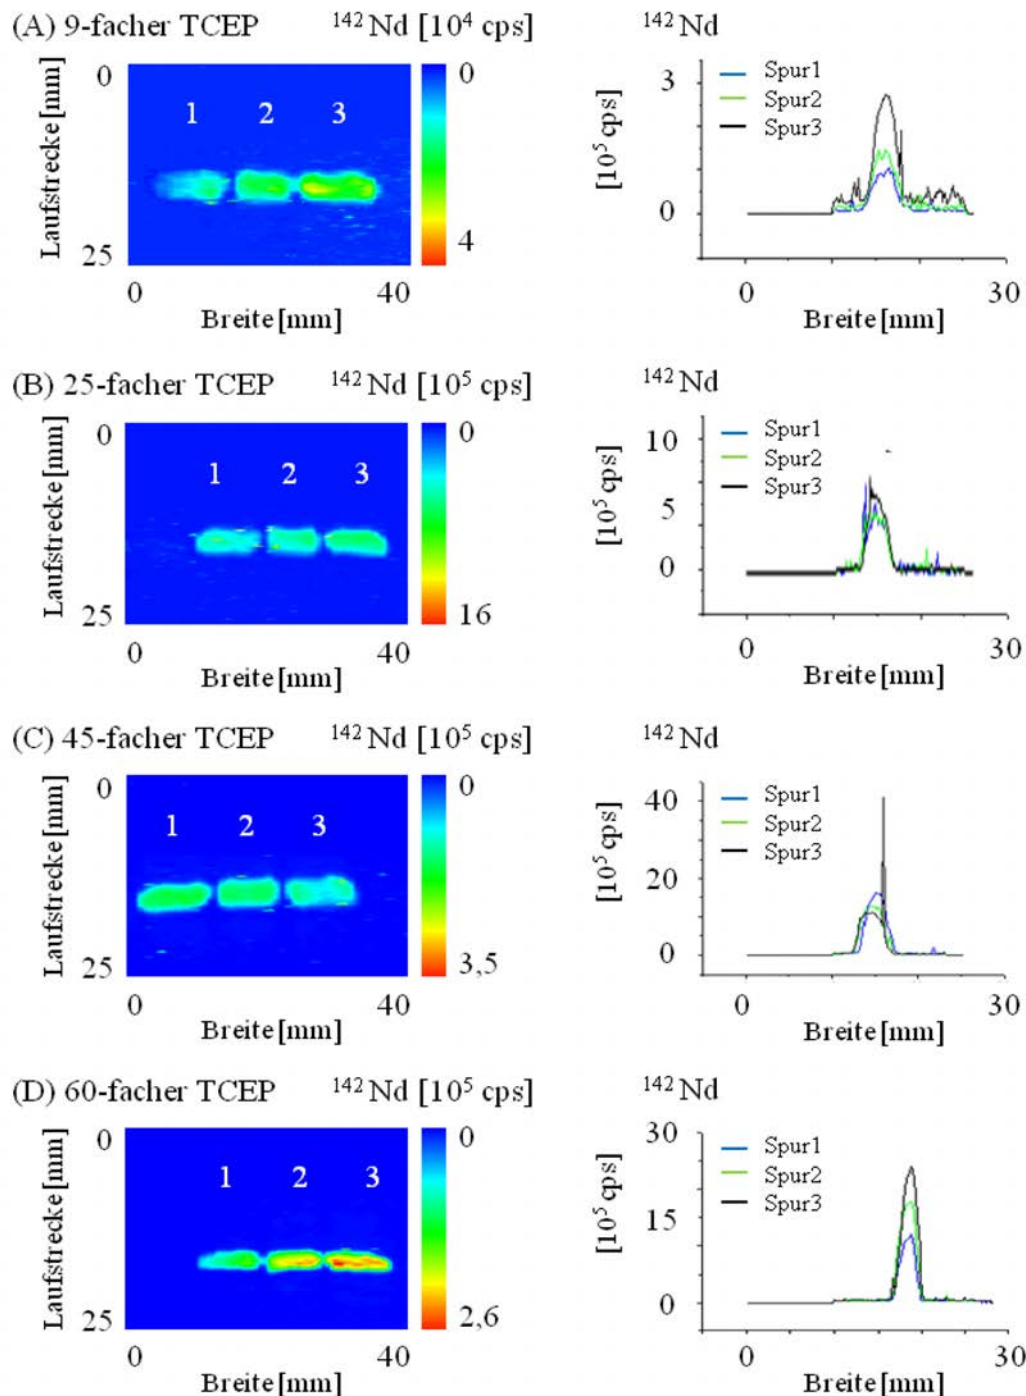 (A) 9-facher TCEP
¹⁴²Nd [10⁴ cps]
Laufstrecke[mm]
0
25
1 2 3
0
4
0 40
Breite[mm]
¹⁴²Nd
[10⁵ cps]
3
0
Spur1
Spur2
Spur3
0 30
Breite[mm]
(B) 25-facher TCEP
¹⁴²Nd [10⁵ cps]
Laufstrecke[mm]
0
25
1 2 3
0
16
0 40
Breite[mm]
¹⁴²Nd
[10⁵ cps]
10
5
0
Spur1
Spur2
Spur3
0 30
Breite[mm]
(C) 45-facher TCEP
¹⁴²Nd [10⁵ cps]
Laufstrecke[mm]
0
25
1 2 3
0
3,5
0 40
Breite[mm]
¹⁴²Nd
[10⁵ cps]
40
20
0
Spur1
Spur2
Spur3
0 30
Breite[mm]
(D) 60-facher TCEP
¹⁴²Nd [10⁵ cps]
Laufstrecke[mm]
0
25
1 2 3
0
2,6
0 40
Breite[mm]
¹⁴²Nd
[10⁵ cps]
30
15
0
Spur1
Spur2
Spur3
0 30
Breite[mm]